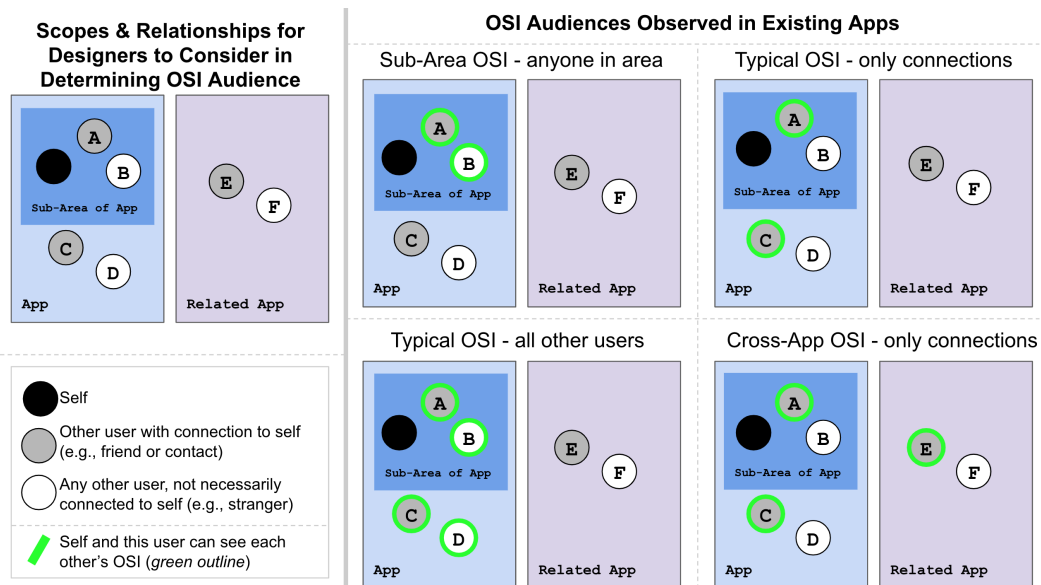 Scopes & Relationships for
Designers to Consider in
Determining OSI Audience
A
B
Sub-Area of App
C
D
App
E
F
Related App
Self
Other user with connection to self
(e.g., friend or contact)
Any other user, not necessarily
connected to self (e.g., stranger)
Self and this user can see each
other's OSI (green outline)
OSI Audiences Observed in Existing Apps
Sub-Area OSI - anyone in area
A
B
Sub-Area of App
C
D
App
E
F
Related App
Typical OSI - only connections
A
B
Sub-Area of App
C
D
App
E
F
Related App
Typical OSI - all other users
A
B
Sub-Area of App
C
D
App
E
F
Related App
Cross-App OSI - only connections
A
B
Sub-Area of App
C
D
App
E
F
Related App